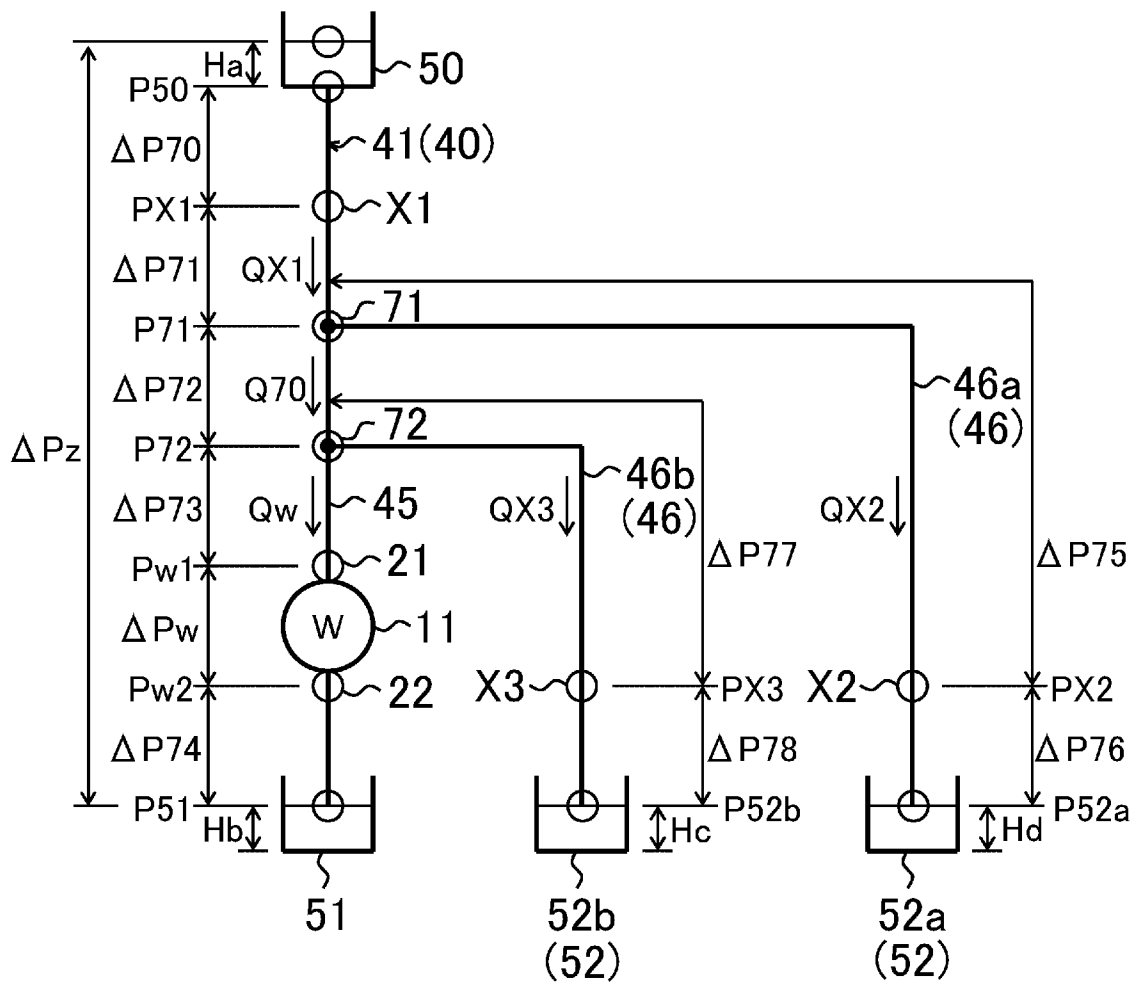 Ha
50
P50
ΔP70
41(40)
PX1
X1
ΔP71
QX1
71
P71
ΔP72
Q70
46a
(46)
72
ΔPz
P72
46b
(46)
ΔP73
Qw
45
QX3
QX2
21
ΔP77
ΔP75
Pw1
ΔPw
W
11
Pw2
22
X3
PX3
X2
PX2
ΔP74
ΔP78
ΔP76
P51
P52b
P52a
Hb
Hc
Hd
51
52b
(52)
52a
(52)